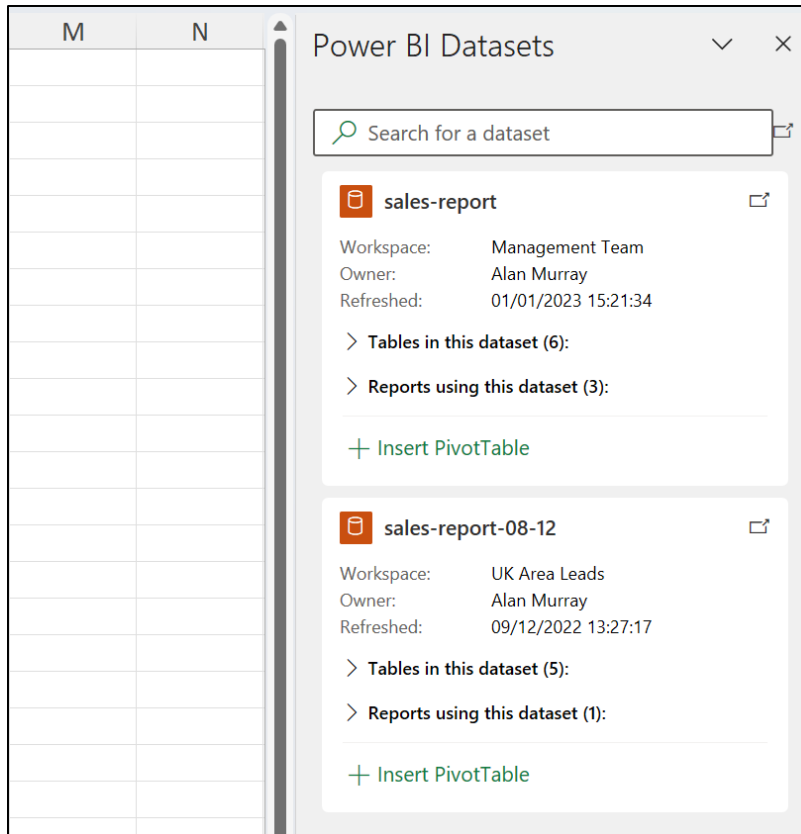 M N
Power BI Datasets
Search for a dataset
sales-report
Workspace: Management Team
Owner: Alan Murray
Refreshed: 01/01/2023 15:21:34
Tables in this dataset (6):
Reports using this dataset (3):
Insert PivotTable
sales-report-08-12
Workspace: UK Area Leads
Owner: Alan Murray
Refreshed: 09/12/2022 13:27:17
Tables in this dataset (5):
Reports using this dataset (1):
Insert PivotTable